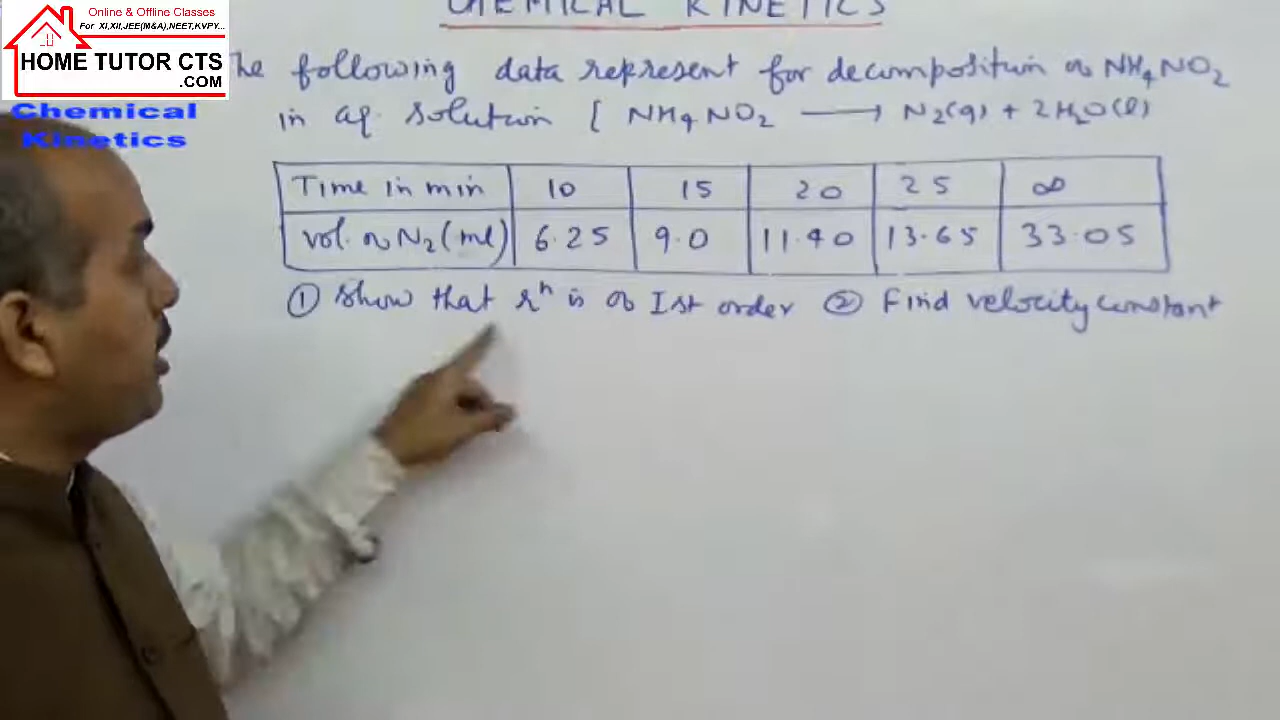 CHEMICAL KINETICS
Online & Offline Classes
For XI,XII,JEE(M&A),NEET,KVPY...
HOME TUTOR CTS
.COM
Chemical
Kinetics
he following data represent for decomposition of NH4NO2
in aq. solution [ NH4NO2 ⟶ N2(g) + 2H2O(l)
Time in min 10 15 20 25 ∞
vol. of N2(ml) 6.25 9.0 11.40 13.65 33.05
① Show that rn is of Ist order ② Find velocity constant